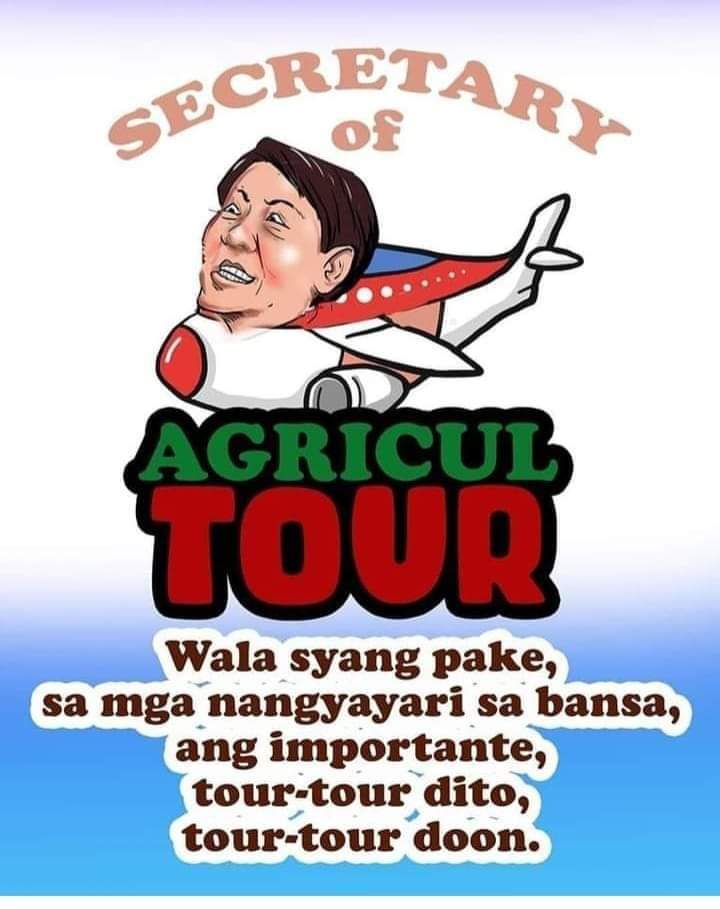 SECRETARY
of
AGRICUL
TOUR
Wala syang pake,
sa mga nangyayari sa bansa,
ang importante,
tour-tour dito,
tour-tour doon.